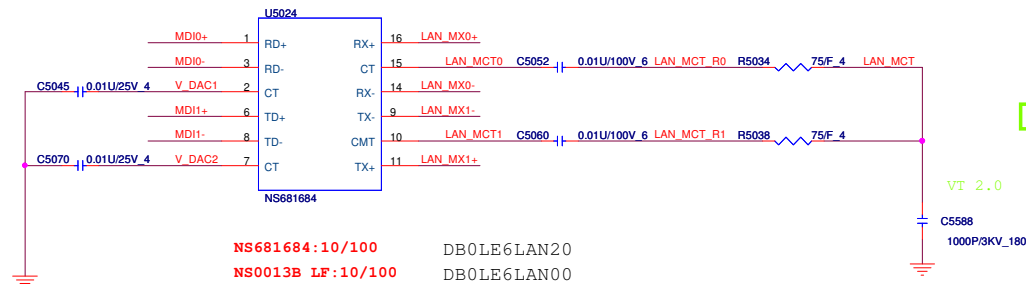 U5024
MDI0+ 1 RD+ RX+ 16 LAN_MX0+
MDI0- 3 RD- CT 15 LAN_MCT0 C5052 0.01U/100V_6 LAN_MCT_R0 R5034 75/F_4 LAN_MCT
C5045 0.01U/25V_4 V_DAC1 2 CT RX- 14 LAN_MX0-
MDI1+ 6 TD+ TX- 9 LAN_MX1-
MDI1- 8 TD- CMT 10 LAN_MCT1 C5060 0.01U/100V_6 LAN_MCT_R1 R5038 75/F_4
C5070 0.01U/25V_4 V_DAC2 7 CT TX+ 11 LAN_MX1+
NS681684
VT 2.0
C5588
1000P/3KV_180
NS681684:10/100 DB0LE6LAN20
NS0013B LF:10/100 DB0LE6LAN00